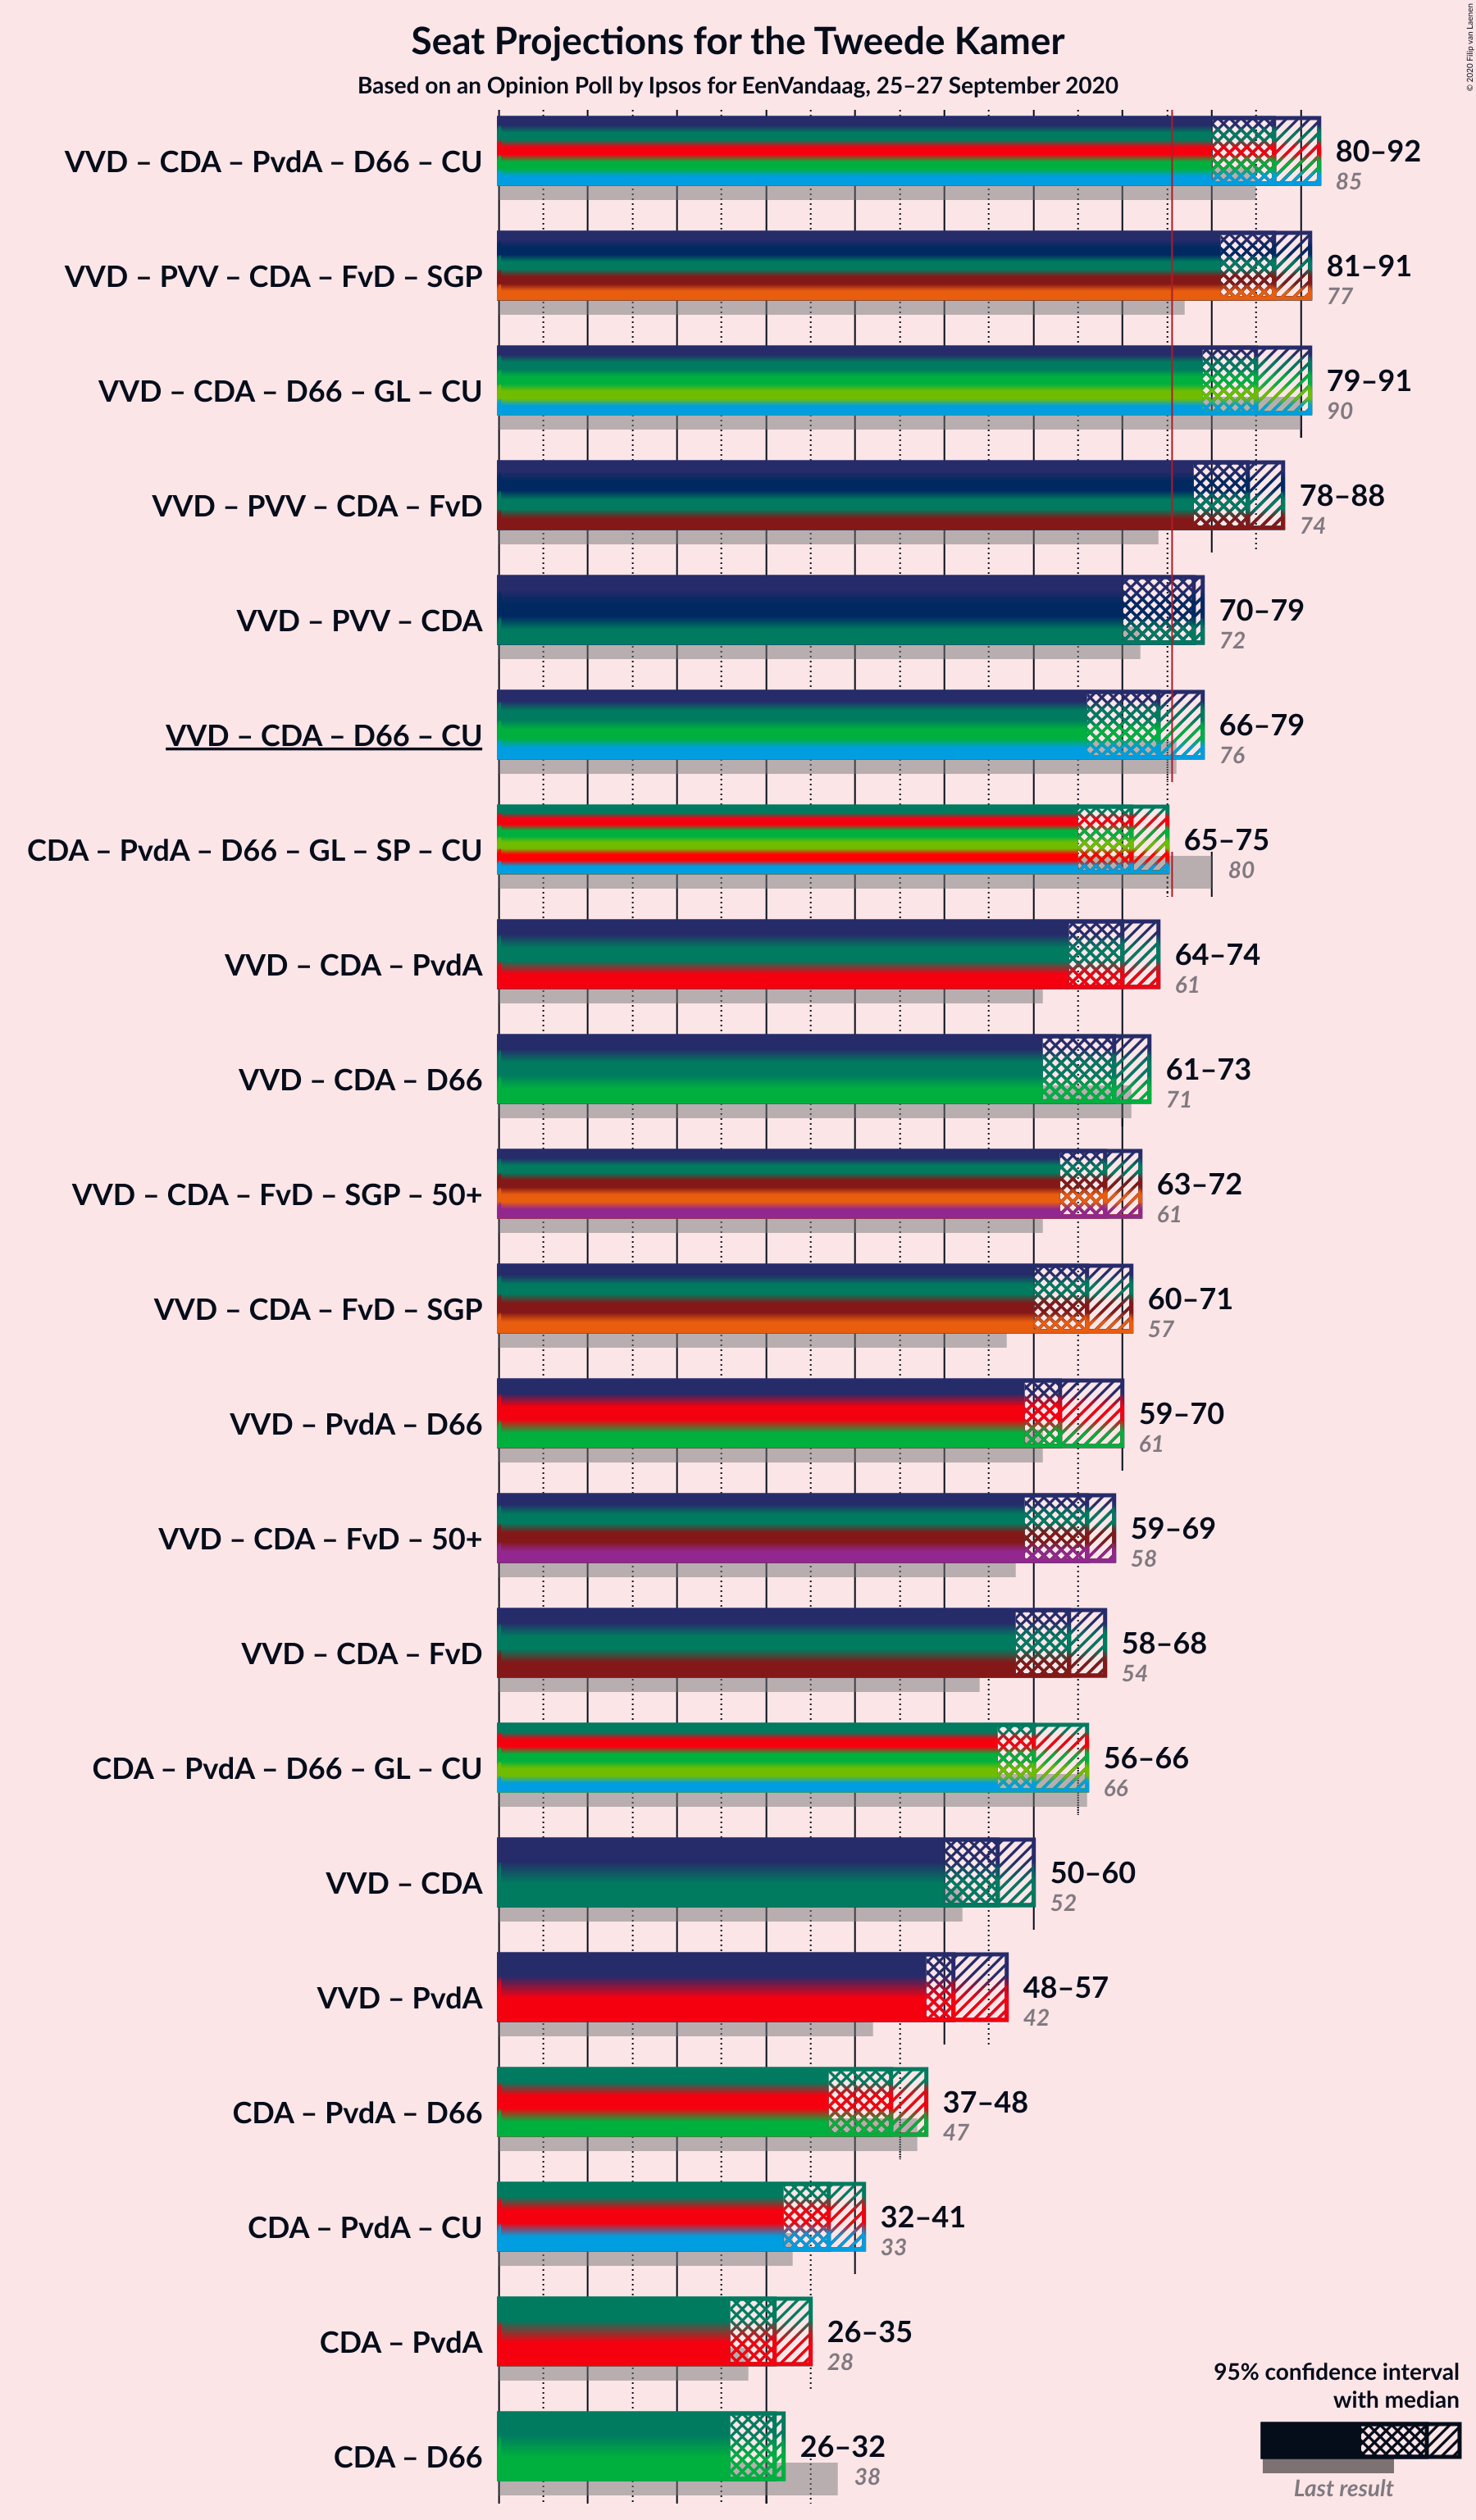 Seat Projections for the Tweede Kamer
Based on an Opinion Poll by Ipsos for EenVandaag, 25–27 September 2020
© 2020 Filip van Laenen
VVD – CDA – PvdA – D66 – CU
80–92
85
VVD – PVV – CDA – FvD – SGP
81–91
77
VVD – CDA – D66 – GL – CU
79–91
90
VVD – PVV – CDA – FvD
78–88
74
VVD – PVV – CDA
70–79
72
VVD – CDA – D66 – CU
66–79
76
CDA – PvdA – D66 – GL – SP – CU
65–75
80
VVD – CDA – PvdA
64–74
61
VVD – CDA – D66
61–73
71
VVD – CDA – FvD – SGP – 50+
63–72
61
VVD – CDA – FvD – SGP
60–71
57
VVD – PvdA – D66
59–70
61
VVD – CDA – FvD – 50+
59–69
58
VVD – CDA – FvD
58–68
54
CDA – PvdA – D66 – GL – CU
56–66
66
VVD – CDA
50–60
52
VVD – PvdA
48–57
42
CDA – PvdA – D66
37–48
47
CDA – PvdA – CU
32–41
33
CDA – PvdA
26–35
28
CDA – D66
26–32
38
95% confidence interval
with median
Last result